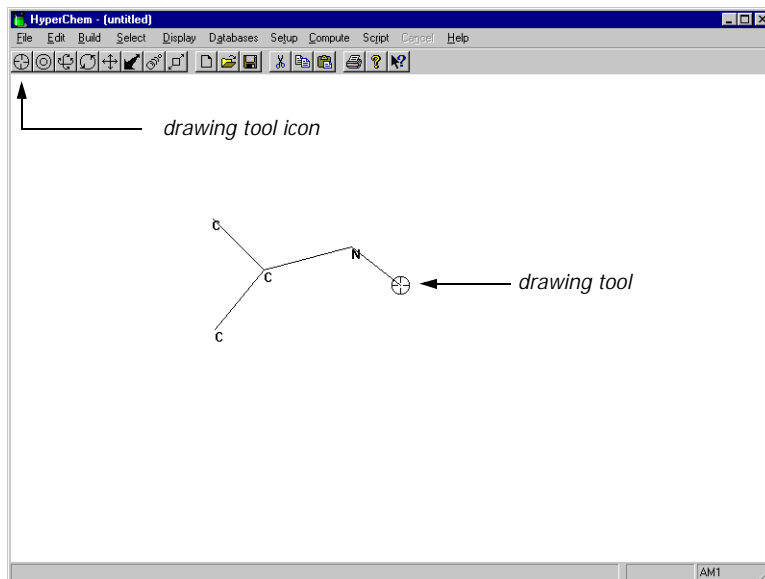 HyperChem - (untitled)
File Edit Build Select Display Databases Setup Compute Script Cancel Help
drawing tool icon
C
N
C
drawing tool
C
AM1